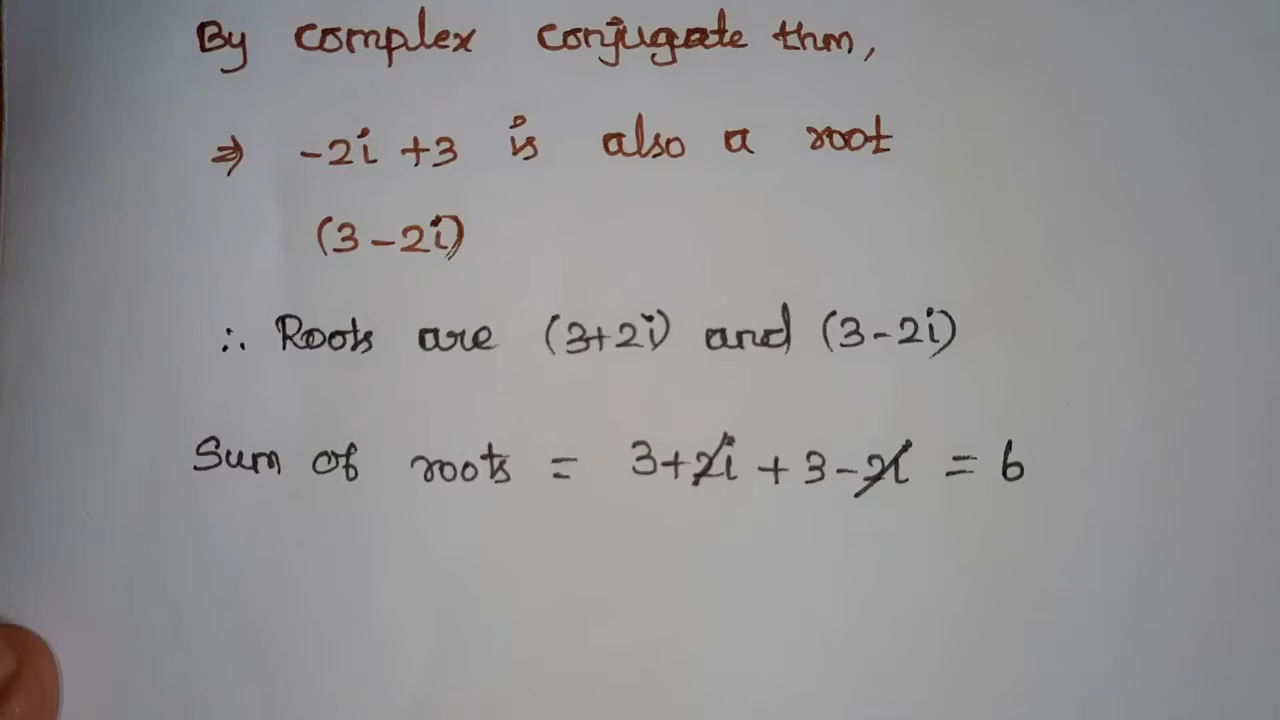 By complex conjugate thm,
⇒ -2i +3 is also a root
(3-2i)
∴ Roots are (3+2i) and (3-2i)
Sum of roots = 3+2i + 3-2i = 6